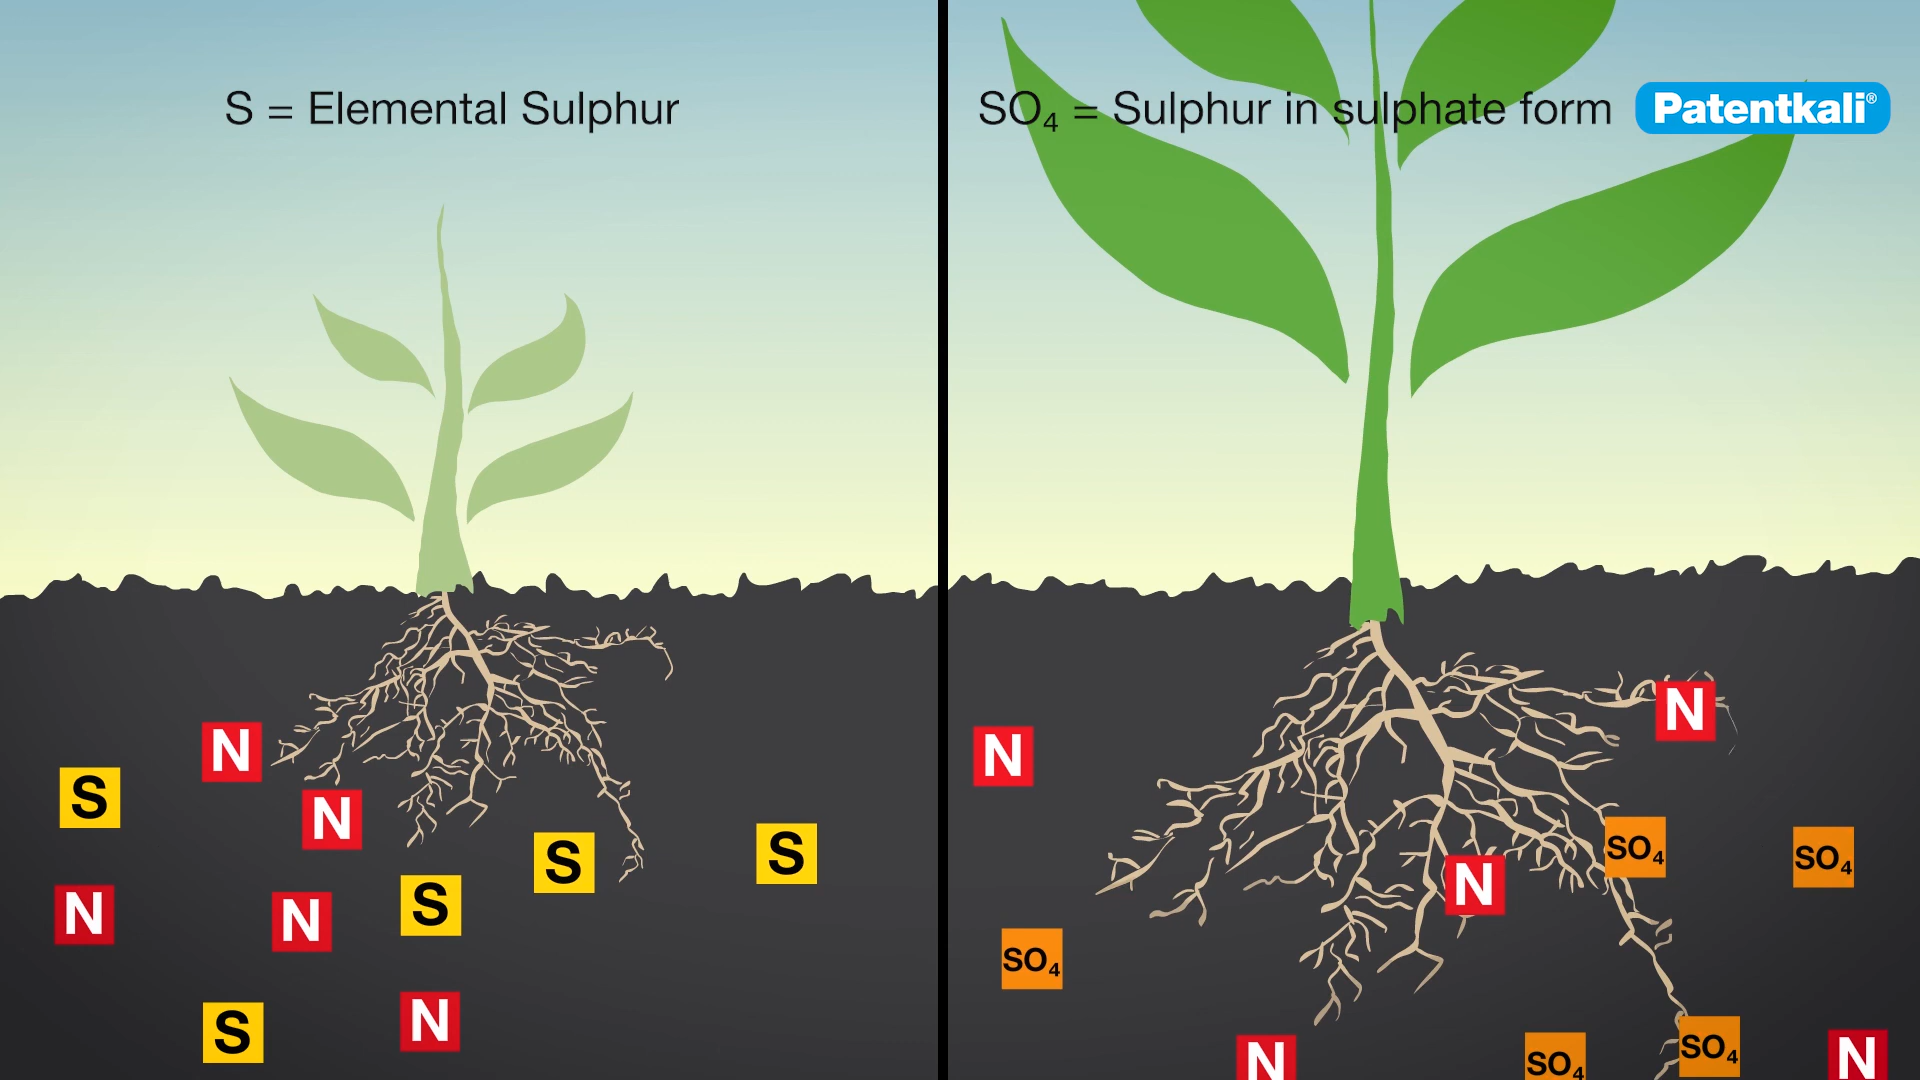 S = Elemental Sulphur
SO₄ = Sulphur in sulphate form
Patentkali®
N
S
N
S
S
S
N
N
S
N
N
N
SO₄
SO₄
N
SO₄
SO₄
SO₄
N
N